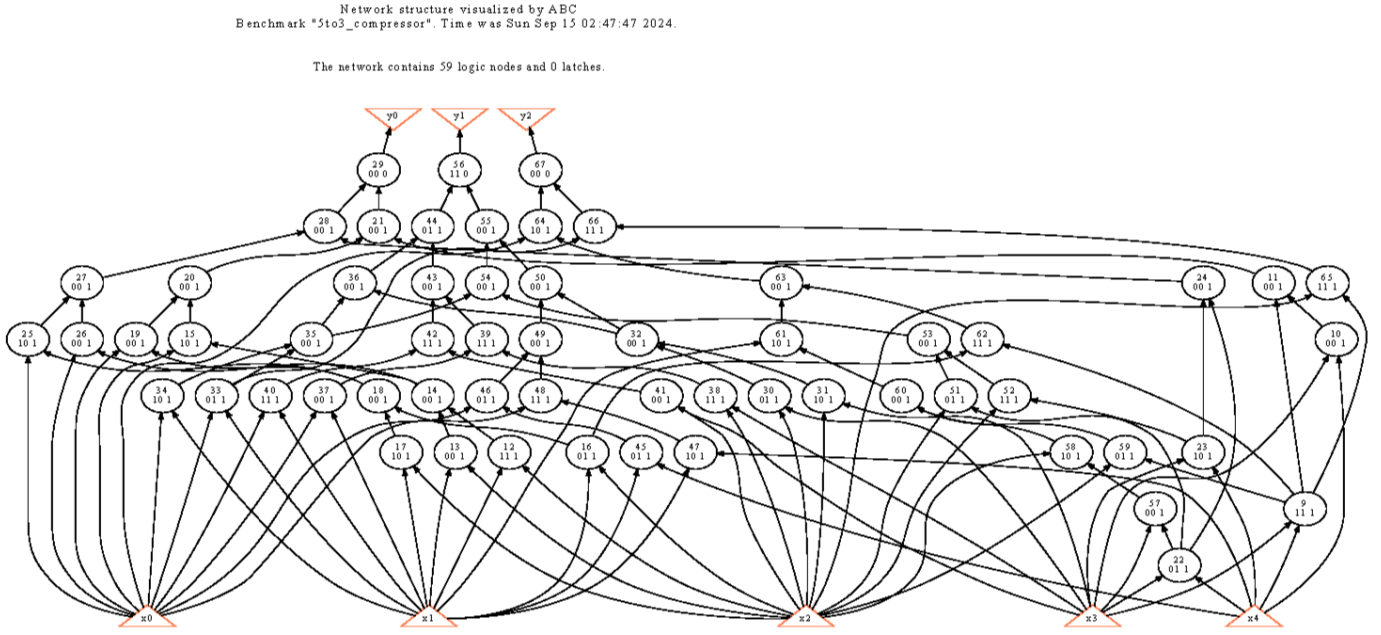 Network structure visualized by ABC
Benchmark "5to3_compressor". Time was Sun Sep 15 02:47:47 2024.
The network contains 59 logic nodes and 0 latches.
y0 y1 y2
29 56 67
00 0 11 0 00 0
28 21 44 55 64 66
00 1 00 1 01 1 00 1 10 1 11 1
27 20 36 43 54 50 63 24 11 65
00 1 00 1 00 1 00 1 00 1 00 1 00 1 00 1 00 1 11 1
25 26 19 15 35 42 39 49 32 61 53 62 10
10 1 00 1 00 1 10 1 00 1 11 1 11 1 00 1 00 1 10 1 00 1 11 1 00 1
34 33 40 37 18 14 46 48 41 38 30 31 60 51 52
10 1 01 1 11 1 00 1 00 1 00 1 01 1 11 1 00 1 11 1 01 1 10 1 00 1 01 1 11 1
17 13 12 16 45 47 58 59 23
10 1 00 1 11 1 01 1 01 1 10 1 10 1 01 1 10 1
57 9
00 1 11 1
22
01 1
x0 x1 x2 x3 x4